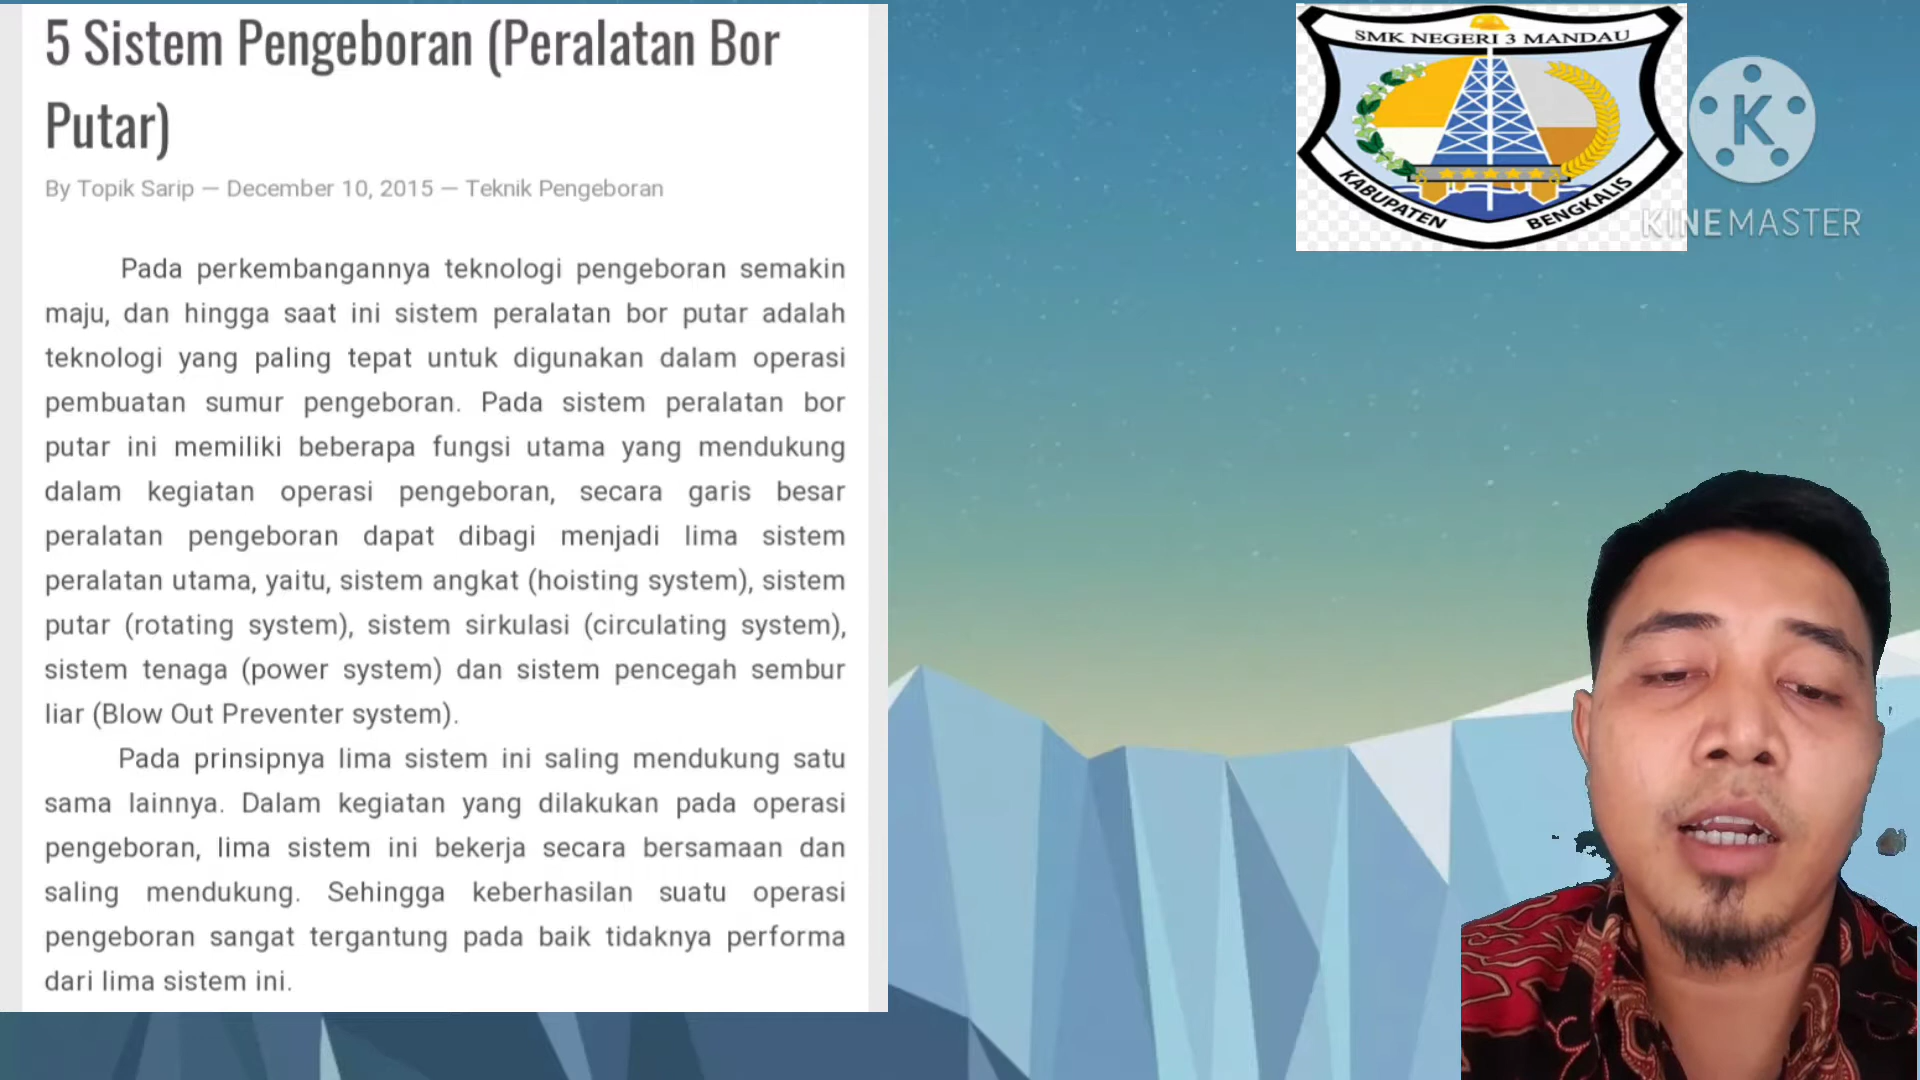 5 Sistem Pengeboran (Peralatan Bor
Putar)
By Topik Sarip — December 10, 2015 — Teknik Pengeboran
Pada perkembangannya teknologi pengeboran semakin
maju, dan hingga saat ini sistem peralatan bor putar adalah
teknologi yang paling tepat untuk digunakan dalam operasi
pembuatan sumur pengeboran. Pada sistem peralatan bor
putar ini memiliki beberapa fungsi utama yang mendukung
dalam kegiatan operasi pengeboran, secara garis besar
peralatan pengeboran dapat dibagi menjadi lima sistem
peralatan utama, yaitu, sistem angkat (hoisting system), sistem
putar (rotating system), sistem sirkulasi (circulating system),
sistem tenaga (power system) dan sistem pencegah sembur
liar (Blow Out Preventer system).
Pada prinsipnya lima sistem ini saling mendukung satu
sama lainnya. Dalam kegiatan yang dilakukan pada operasi
pengeboran, lima sistem ini bekerja secara bersamaan dan
saling mendukung. Sehingga keberhasilan suatu operasi
pengeboran sangat tergantung pada baik tidaknya performa
dari lima sistem ini.
SMK NEGERI 3 MANDAU
KABUPATEN BENGKALIS
K
KINEMASTER